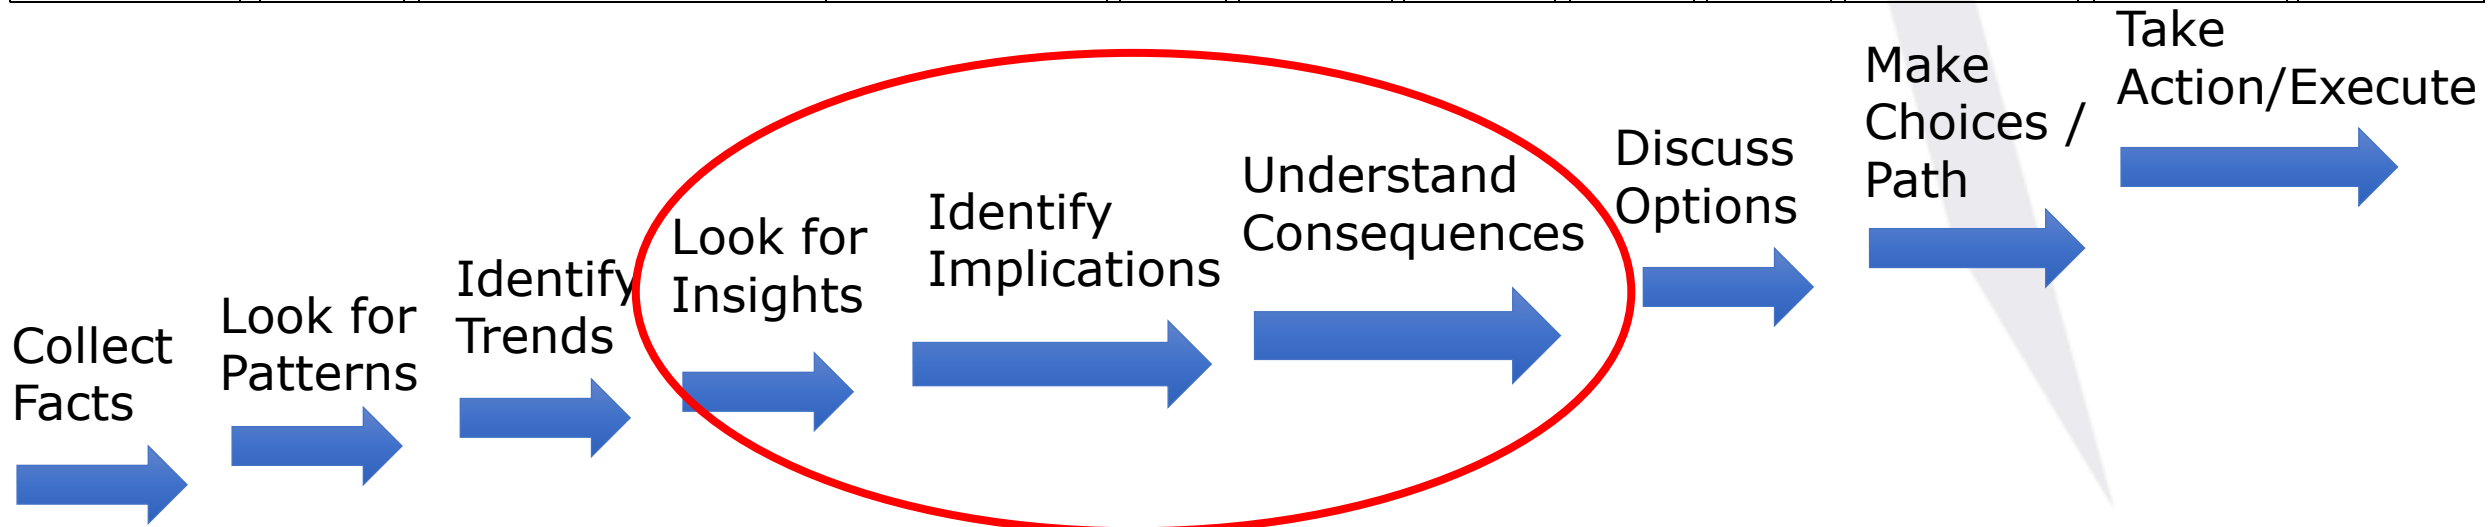 Collect
Facts
Look for
Patterns
Identify
Trends
Look for
Insights
Identify
Implications
Understand
Consequences
Discuss
Options
Make
Choices /
Path
Take
Action/Execute